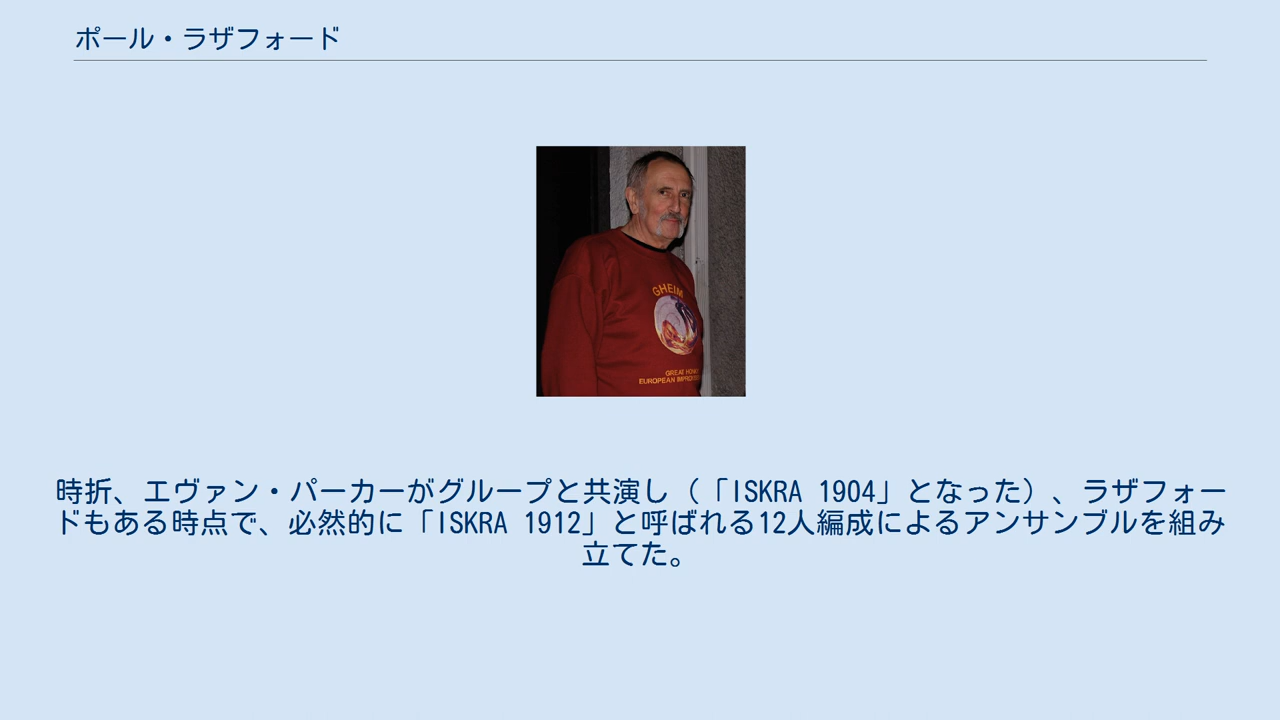 ポール・ラザフォード
GHEIM
GREAT HONK
EUROPEAN IMPROVIS
時折、エヴァン・パーカーがグループと共演し（「ISKRA 1904」となった）、ラザフォー
ドもある時点で、必然的に「ISKRA 1912」と呼ばれる12人編成によるアンサンブルを組み
立てた。